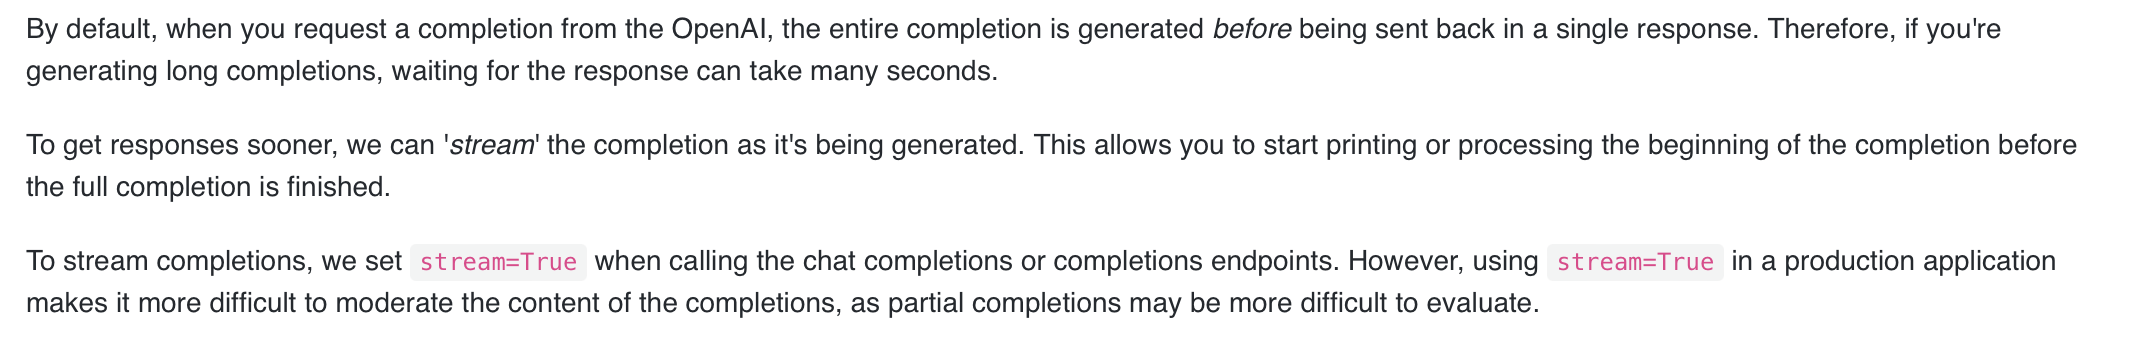 By default, when you request a completion from the OpenAI, the entire completion is generated before being sent back in a single response. Therefore, if you're
generating long completions, waiting for the response can take many seconds.
To get responses sooner, we can 'stream' the completion as it's being generated. This allows you to start printing or processing the beginning of the completion before
the full completion is finished.
To stream completions, we set stream=True when calling the chat completions or completions endpoints. However, using stream=True in a production application
makes it more difficult to moderate the content of the completions, as partial completions may be more difficult to evaluate.